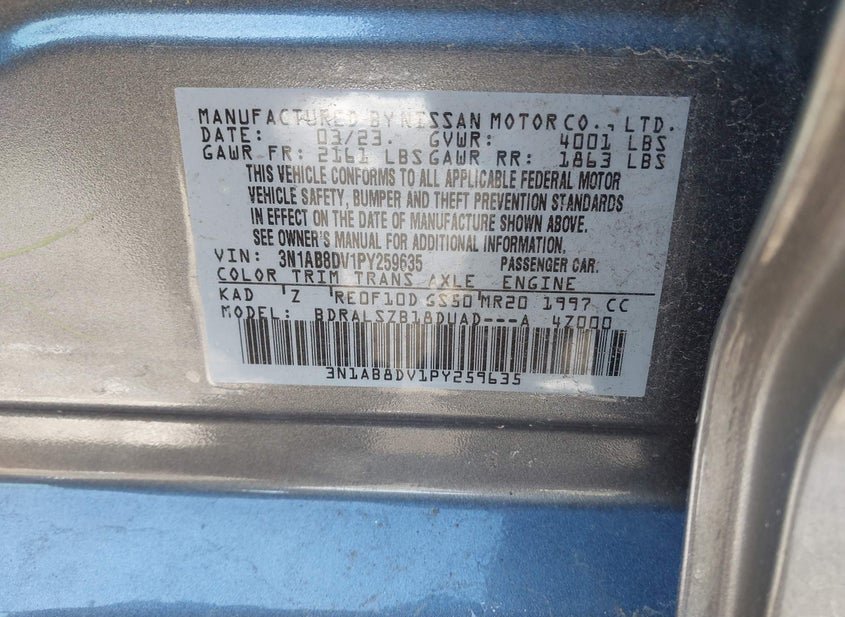 MANUFACTURED BY NISSAN MOTOR CO., LTD.
DATE: 03/23. GVWR: 4001 LBS
GAWR FR: 2161 LBS GAWR RR: 1863 LBS
THIS VEHICLE CONFORMS TO ALL APPLICABLE FEDERAL MOTOR
VEHICLE SAFETY, BUMPER AND THEFT PREVENTION STANDARDS
IN EFFECT ON THE DATE OF MANUFACTURE SHOWN ABOVE.
SEE OWNER'S MANUAL FOR ADDITIONAL INFORMATION.
VIN: 3N1AB8DV1PY259635 PASSENGER CAR.
COLOR TRIM TRANS AXLE ENGINE
KAD Z RE0F10D GS50 MR20 1997 CC
MODEL: BDRALSZB18DUAD---A 47000
3N1AB8DV1PY259635